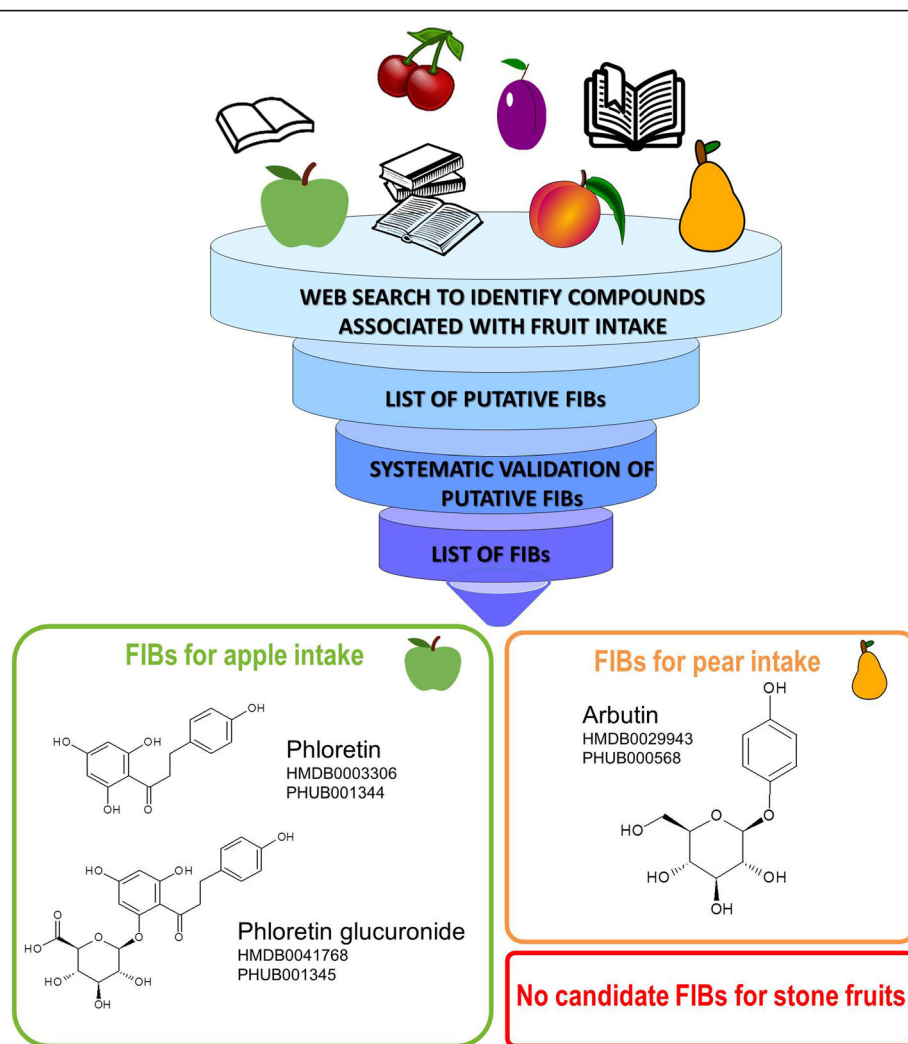 WEB SEARCH TO IDENTIFY COMPOUNDS
ASSOCIATED WITH FRUIT INTAKE
LIST OF PUTATIVE FIBs
SYSTEMATIC VALIDATION OF
PUTATIVE FIBs
LIST OF FIBs
FIBs for apple intake
OH
HO
OH
OH
O
Phloretin
HMDB0003306
PHUB001344
OH
HO
OH
O
O
HO
O
O
HO
OH
OH
Phloretin glucuronide
HMDB0041768
PHUB001345
FIBs for pear intake
Arbutin
HMDB0029943
PHUB000568
OH
O
HO
O
HO
OH
OH
No candidate FIBs for stone fruits